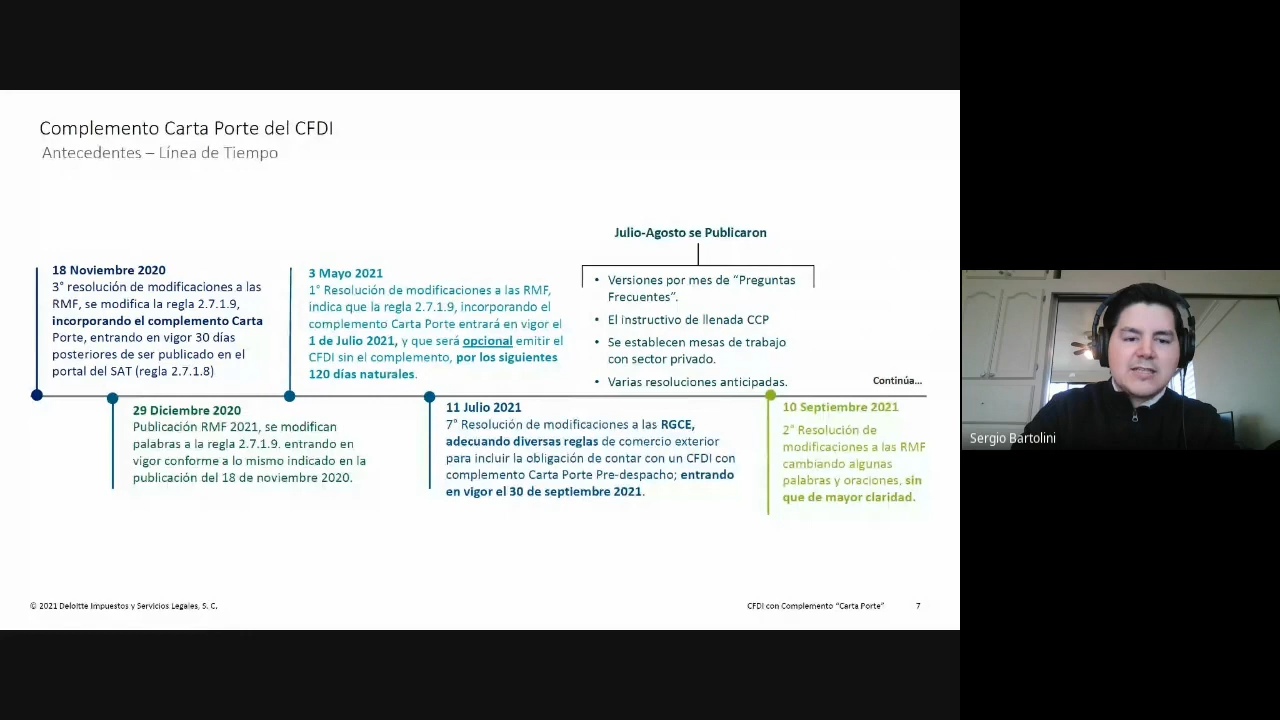 Complemento Carta Porte del CFDI
Antecedentes – Línea de Tiempo
18 Noviembre 2020
3° resolución de modificaciones a las
RMF, se modifica la regla 2.7.1.9,
incorporando el complemento Carta
Porte, entrando en vigor 30 días
posteriores de ser publicado en el
portal del SAT (regla 2.7.1.8)
29 Diciembre 2020
Publicación RMF 2021, se modifican
palabras a la regla 2.7.1.9. entrando en
vigor conforme a lo mismo indicado en la
publicación del 18 de noviembre 2020.
3 Mayo 2021
1° Resolución de modificaciones a las RMF,
indica que la regla 2.7.1.9, incorporando el
complemento Carta Porte entrará en vigor el
1 de Julio 2021, y que será opcional emitir el
CFDI sin el complemento, por los siguientes
120 días naturales.
11 Julio 2021
7° Resolución de modificaciones a las RGCE,
adecuando diversas reglas de comercio exterior
para incluir la obligación de contar con un CFDI con
complemento Carta Porte Pre-despacho; entrando
en vigor el 30 de septiembre 2021.
Julio-Agosto se Publicaron
• Versiones por mes de “Preguntas
Frecuentes”.
• El instructivo de llenada CCP
• Se establecen mesas de trabajo
con sector privado.
• Varias resoluciones anticipadas.
Continúa...
10 Septiembre 2021
2° Resolución de
modificaciones a las RMF
cambiando algunas
palabras y oraciones, sin
que de mayor claridad.
© 2021 Deloitte Impuestos y Servicios Legales, S. C.
CFDI con Complemento “Carta Porte”
7
Sergio Bartolini